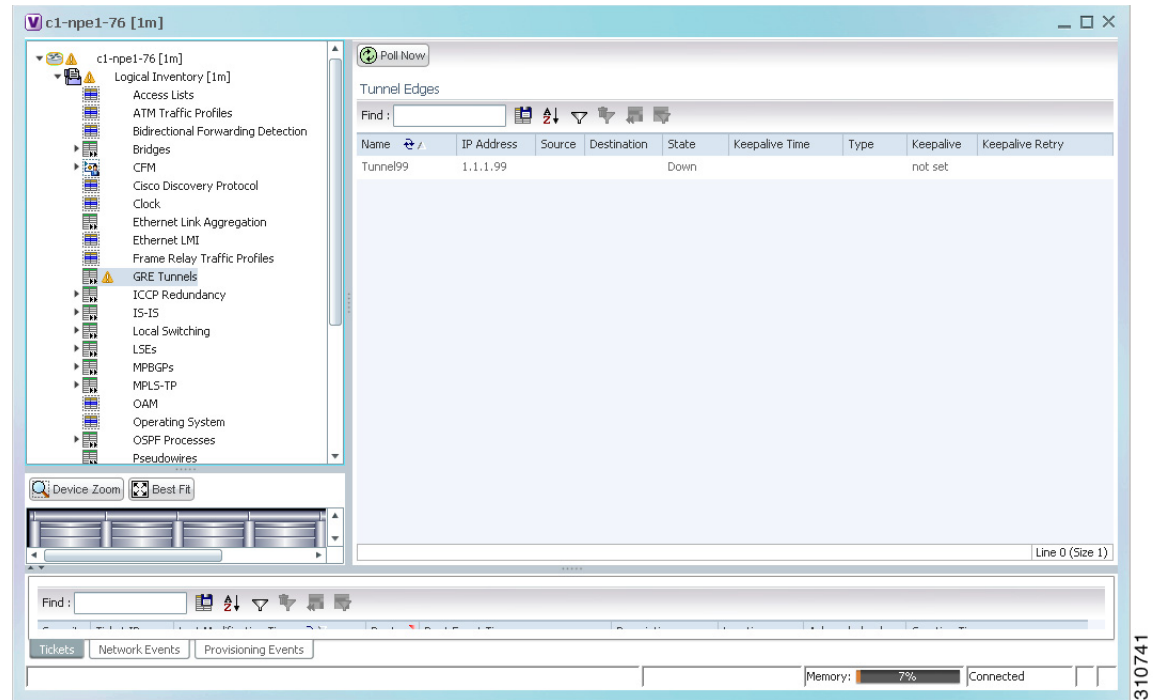 c1-npe1-76 [1m]
c1-npe1-76 [1m]
Logical Inventory [1m]
Access Lists
ATM Traffic Profiles
Bidirectional Forwarding Detection
Bridges
CFM
Cisco Discovery Protocol
Clock
Ethernet Link Aggregation
Ethernet LMI
Frame Relay Traffic Profiles
GRE Tunnels
ICCP Redundancy
IS-IS
Local Switching
LSEs
MPBGPs
MPLS-TP
OAM
Operating System
OSPF Processes
Pseudowires
Device Zoom Best Fit
Poll Now
Tunnel Edges
Find :
Name IP Address Source Destination State Keepalive Time Type Keepalive Keepalive Retry
Tunnel99 1.1.1.99 Down not set
Line 0 (Size 1)
Find :
Tickets Network Events Provisioning Events
Memory: 7% Connected
310741